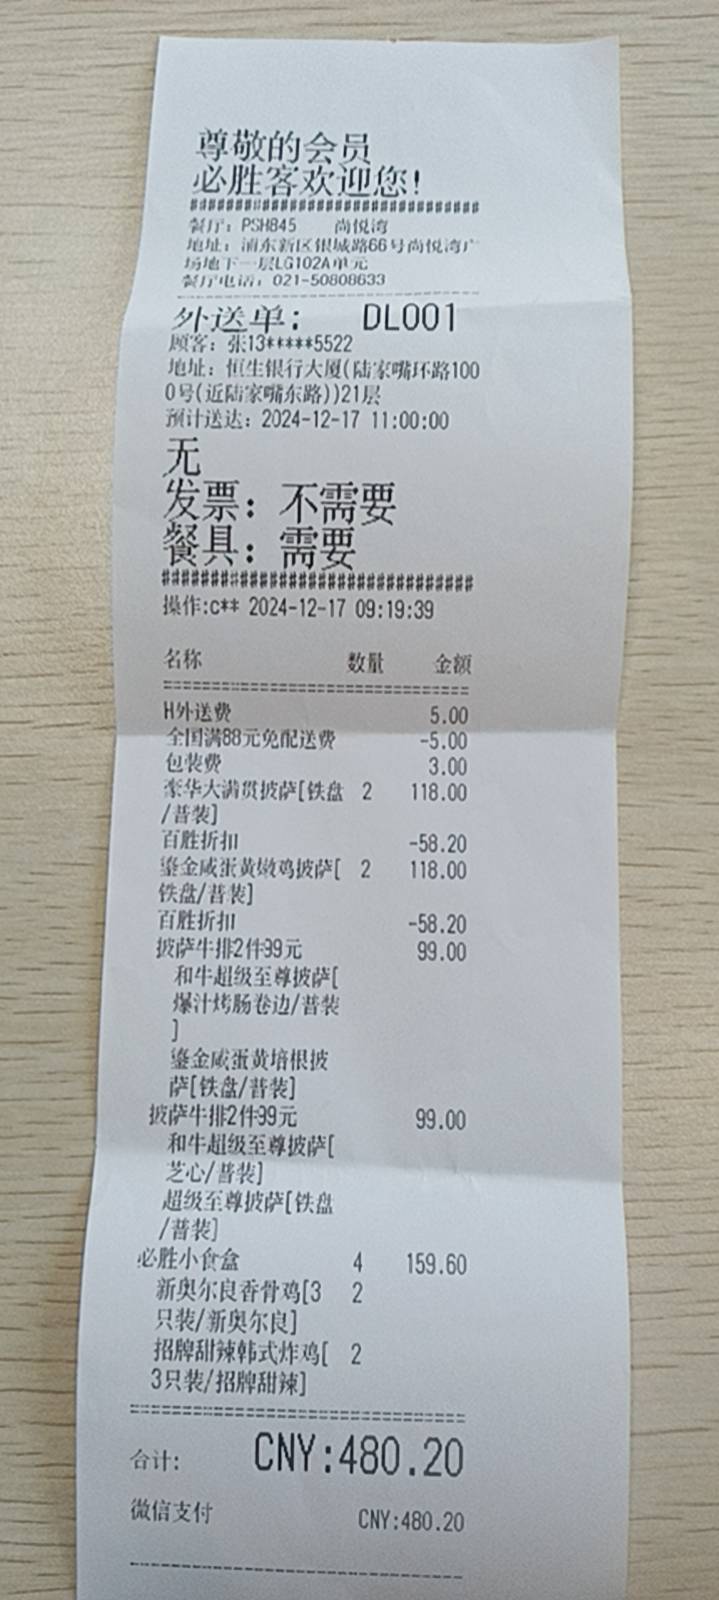 尊敬的会员
必胜客欢迎您!
##############################
餐厅: PSH845 尚悦湾
地址: 浦东新区银城路66号尚悦湾广
场地下一层LG102A单元
餐厅电话: 021-50808633
外送单: DL001
顾客: 张13*****5522
地址: 恒生银行大厦(陆家嘴环路100
0号(近陆家嘴东路))21层
预计送达: 2024-12-17 11:00:00
无
发票: 不需要
餐具: 需要
##############################
操作:c** 2024-12-17 09:19:39
名称 数量 金额
==============================
H外送费 5.00
全国满88元免配送费 -5.00
包装费 3.00
豪华大满贯披萨[铁盘 2 118.00
/普装]
百胜折扣 -58.20
鎏金咸蛋黄嫩鸡披萨[ 2 118.00
铁盘/普装]
百胜折扣 -58.20
披萨牛排2件99元 99.00
和牛超级至尊披萨[
爆汁烤肠卷边/普装
]
鎏金咸蛋黄培根披
萨[铁盘/普装]
披萨牛排2件99元 99.00
和牛超级至尊披萨[
芝心/普装]
超级至尊披萨[铁盘
/普装]
必胜小食盒 4 159.60
新奥尔良香骨鸡[3 2
只装/新奥尔良]
招牌甜辣韩式炸鸡[ 2
3只装/招牌甜辣]
==============================
合计: CNY:480.20
微信支付 CNY:480.20